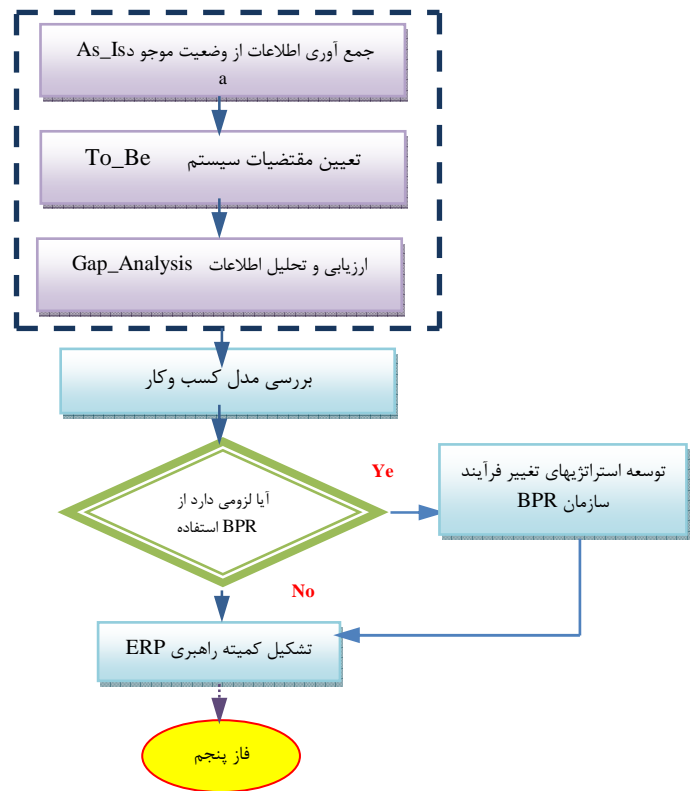 جمع آوری اطلاعات از وضعیت موجو دAs_Is
a
تعیین مقتضیات سیستم To_Be
ارزیابی و تحلیل اطلاعات Gap_Analysis
بررسی مدل کسب وکار
آیا لزومی دارد از
BPR استفاده
Ye
توسعه استراتژیهای تغییر فرآیند
سازمان BPR
No
تشکیل کمیته راهبری ERP
فاز پنجم